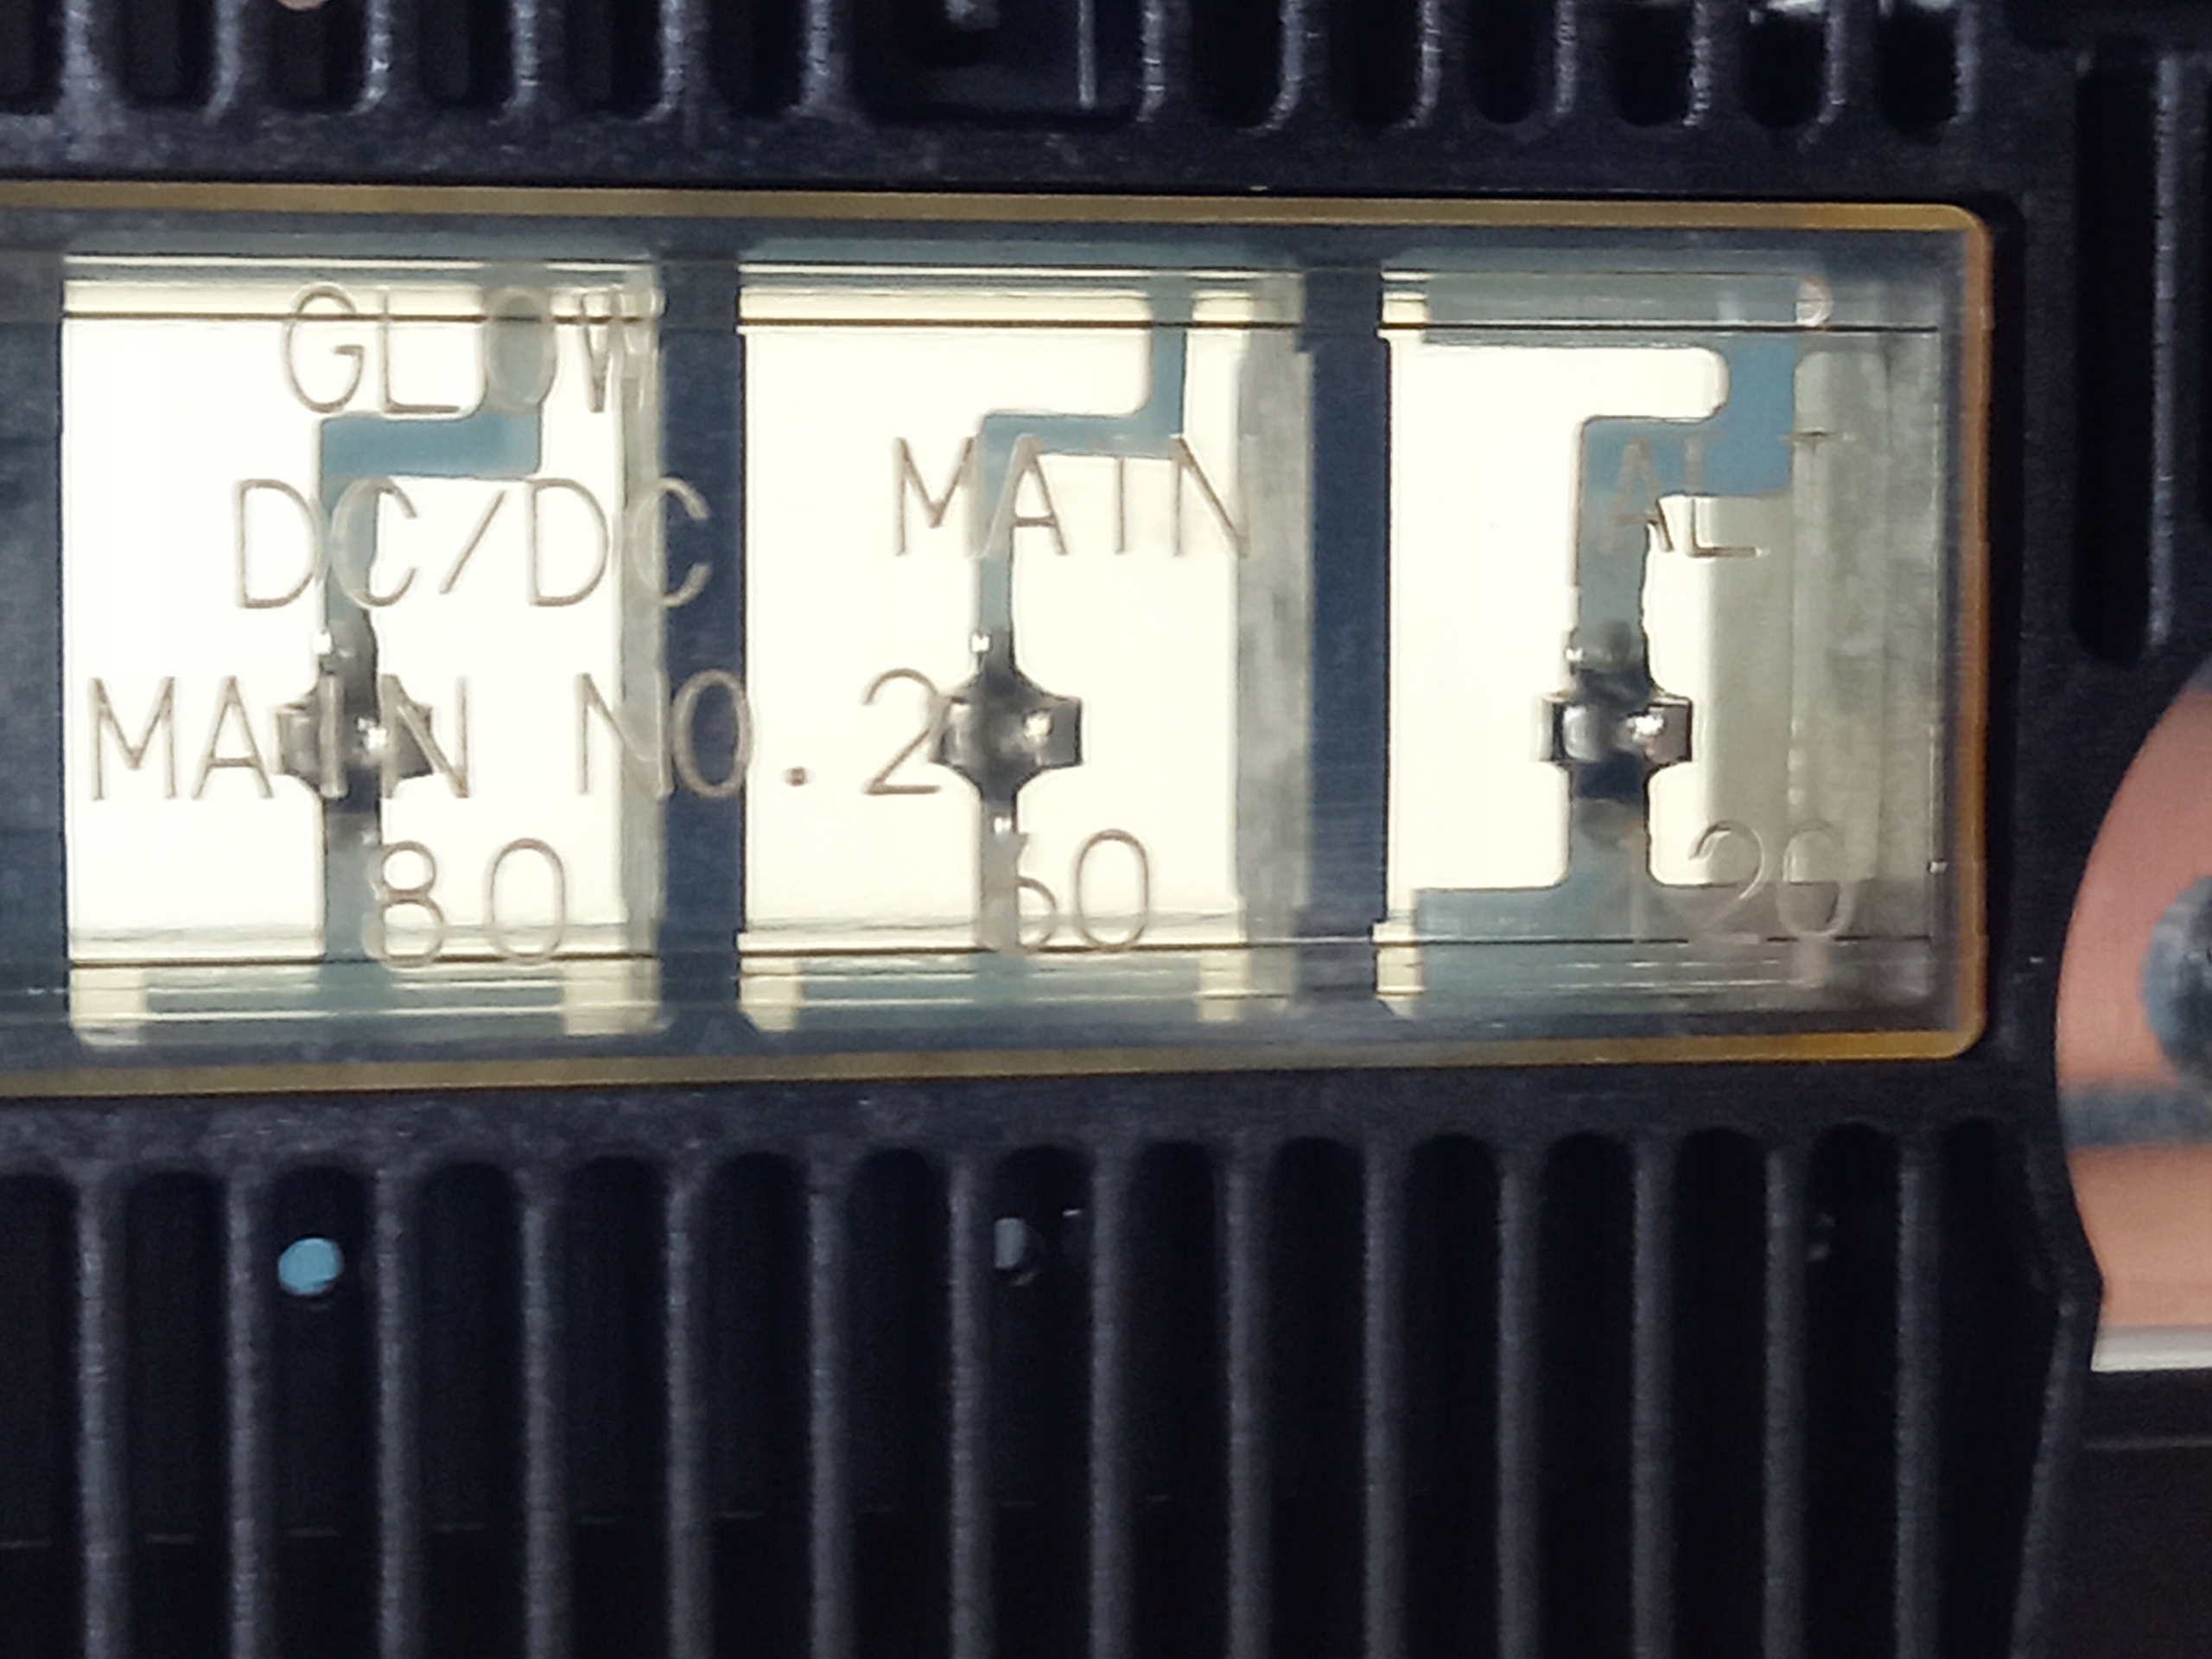 GLOW
DC/DC
MAIN NO.2
80
MAIN
60
ALT
120